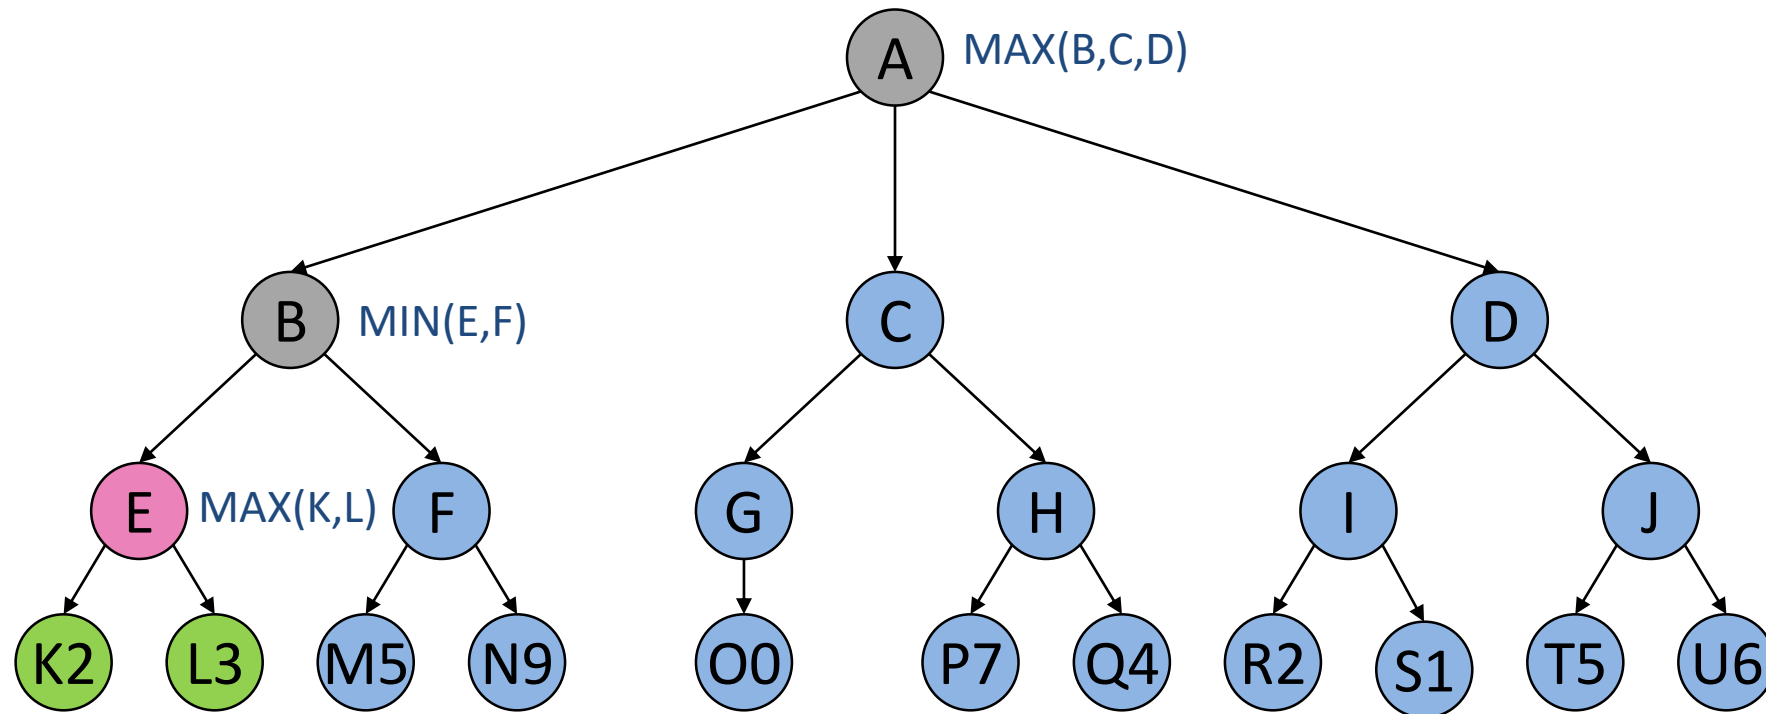 A MAX(B,C,D)
B MIN(E,F) C D
E MAX(K,L) F G H I J
K2 L3 M5 N9 O0 P7 Q4 R2 S1 T5 U6